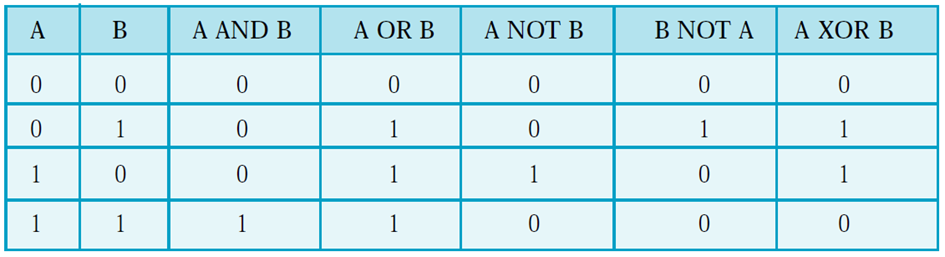 A B A AND B A OR B A NOT B B NOT A A XOR B
0 0 0 0 0 0 0
0 1 0 1 0 1 1
1 0 0 1 1 0 1
1 1 1 1 0 0 0